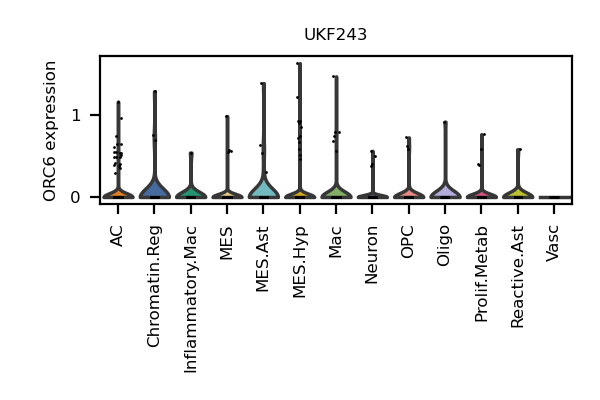 UKF243
ORC6 expression
1
0
AC
Chromatin.Reg
Inflammatory.Mac
MES
MES.Ast
MES.Hyp
Mac
Neuron
OPC
Oligo
Prolif.Metab
Reactive.Ast
Vasc